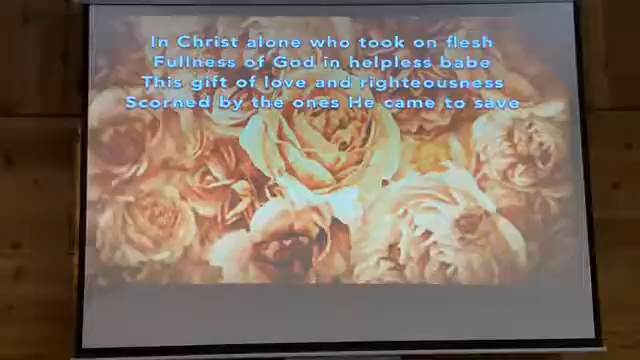 In Christ alone who took on flesh
Fullness of God in helpless babe
This gift of love and righteousness
Scorned by the ones He came to save